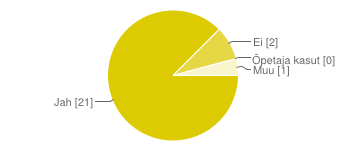 Ei [2]
Õpetaja kasut [0]
Muu [1]
Jah [21]